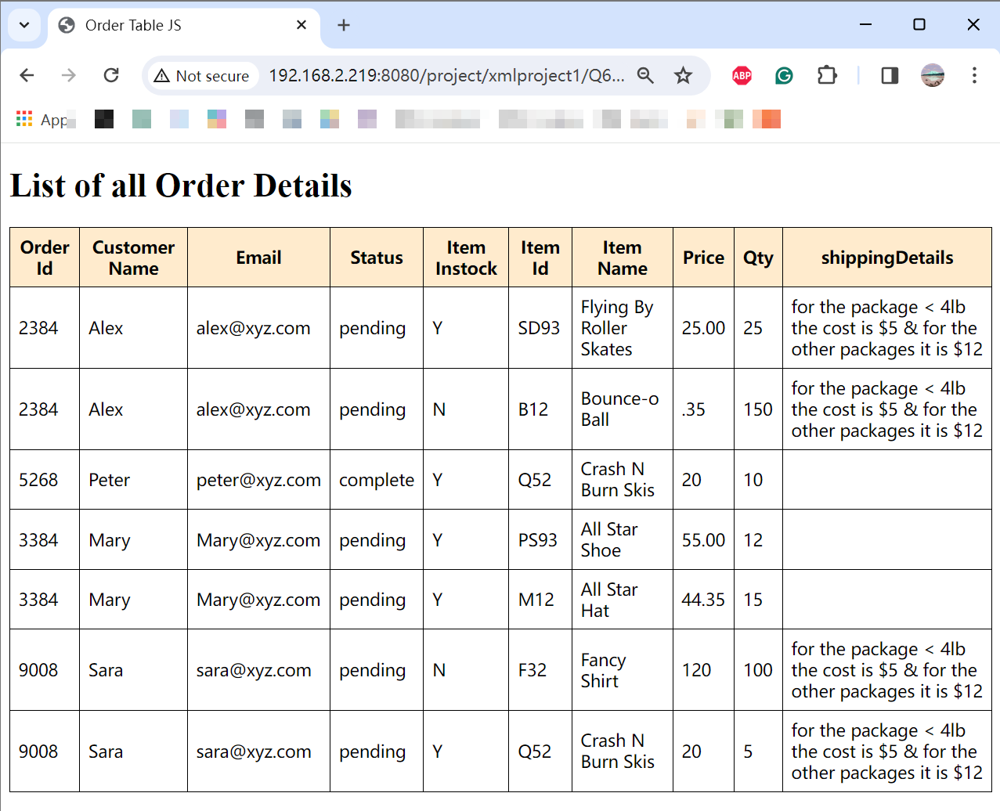 Order Table JS
Not secure 192.168.2.219:8080/project/xmlproject1/Q6...
ABP
List of all Order Details
Order Id Customer Name Email Status Item Instock Item Id Item Name Price Qty shippingDetails
2384 Alex alex@xyz.com pending Y SD93 Flying By Roller Skates 25.00 25 for the package < 4lb the cost is $5 & for the other packages it is $12
2384 Alex alex@xyz.com pending N B12 Bounce-o Ball .35 150 for the package < 4lb the cost is $5 & for the other packages it is $12
5268 Peter peter@xyz.com complete Y Q52 Crash N Burn Skis 20 10
3384 Mary Mary@xyz.com pending Y PS93 All Star Shoe 55.00 12
3384 Mary Mary@xyz.com pending Y M12 All Star Hat 44.35 15
9008 Sara sara@xyz.com pending N F32 Fancy Shirt 120 100 for the package < 4lb the cost is $5 & for the other packages it is $12
9008 Sara sara@xyz.com pending Y Q52 Crash N Burn Skis 20 5 for the package < 4lb the cost is $5 & for the other packages it is $12